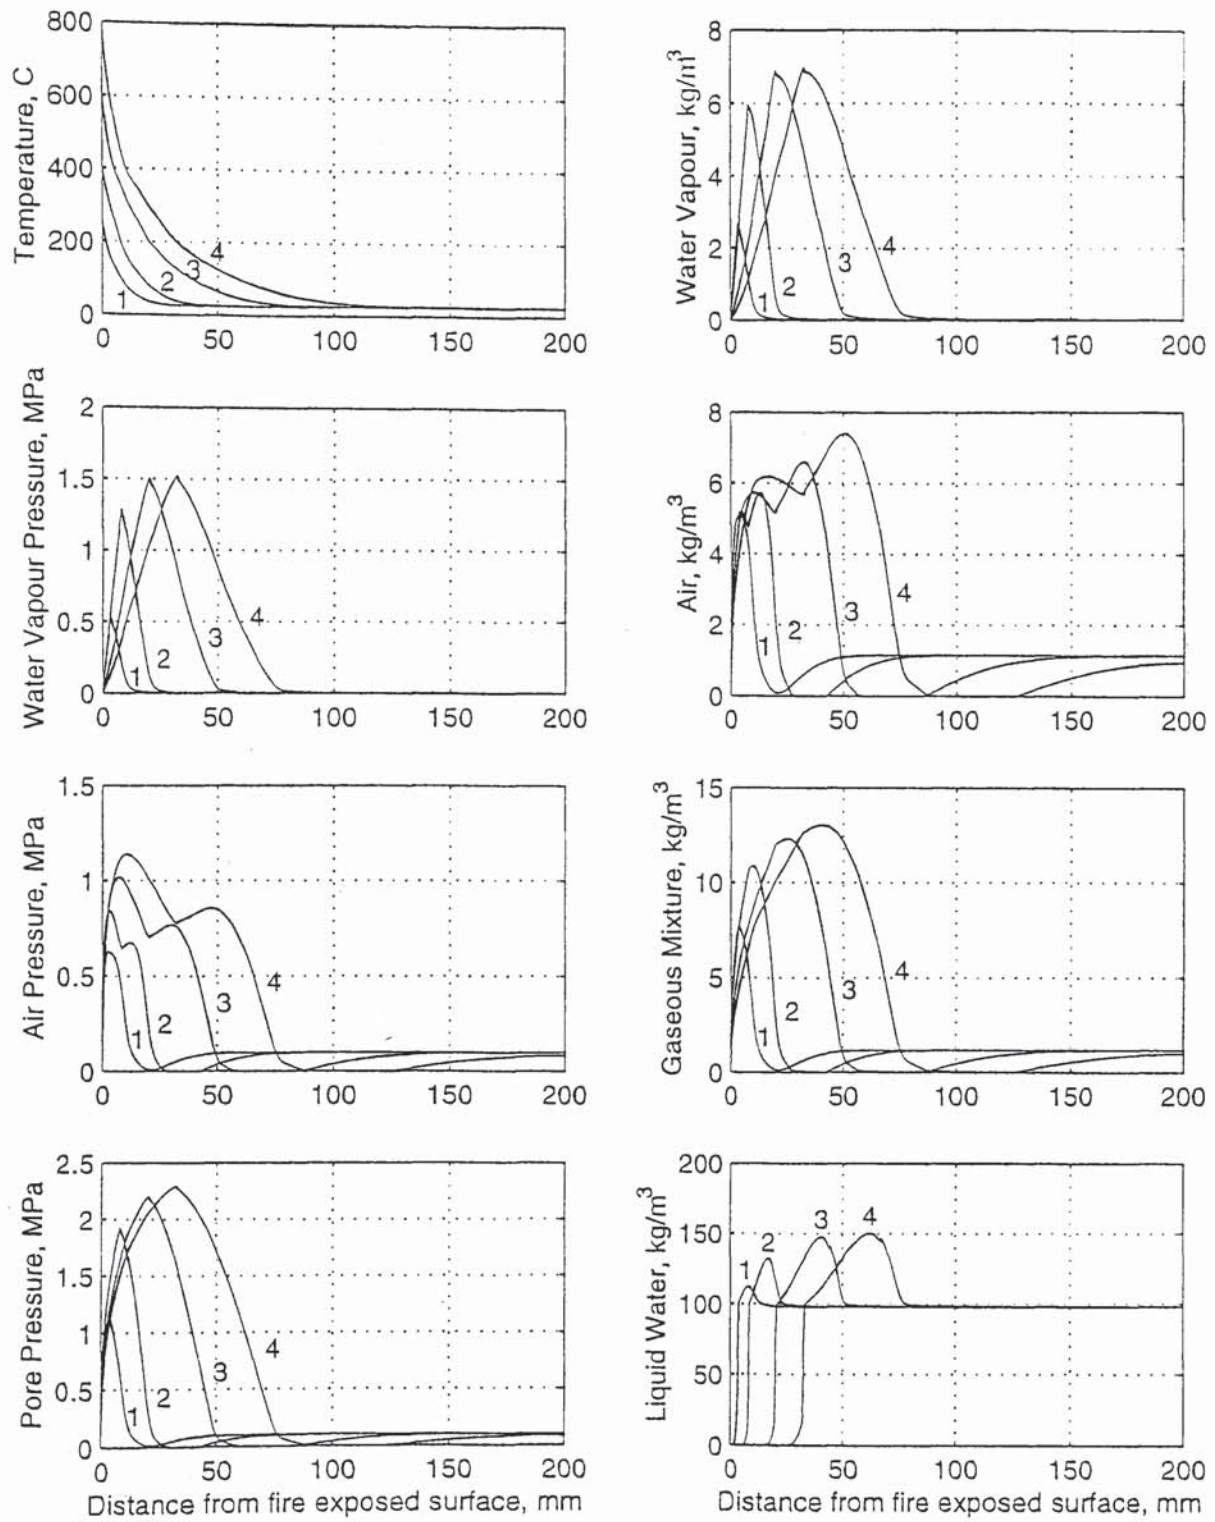 Temperature, C
800
600
400
200
0
0 50 100 150 200
1 2 3 4
Water Vapour, kg/m³
8
6
4
2
0
0 50 100 150 200
1 2 3 4
Water Vapour Pressure, MPa
2
1.5
1
0.5
0
0 50 100 150 200
1 2 3 4
Air, kg/m³
8
6
4
2
0
0 50 100 150 200
1 2 3 4
Air Pressure, MPa
1.5
1
0.5
0
0 50 100 150 200
1 2 3 4
Gaseous Mixture, kg/m³
15
10
5
0
0 50 100 150 200
1 2 3 4
Pore Pressure, MPa
2.5
2
1.5
1
0.5
0
0 50 100 150 200
1 2 3 4
Distance from fire exposed surface, mm
Liquid Water, kg/m³
200
150
100
50
0
0 50 100 150 200
1 2 3 4
Distance from fire exposed surface, mm